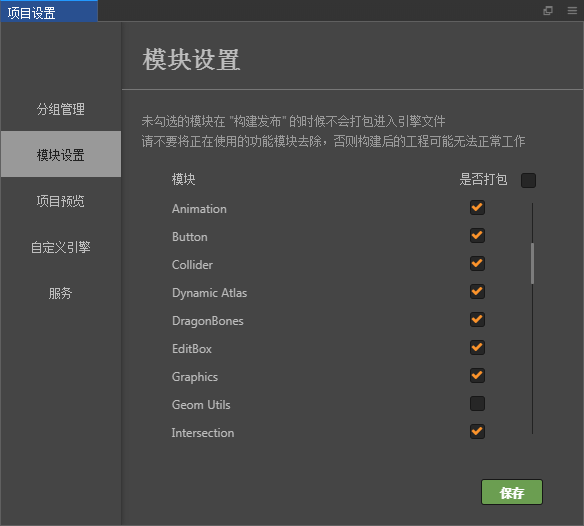 项目设置
模块设置
未勾选的模块在 "构建发布" 的时候不会打包进入引擎文件
请不要将正在使用的功能模块去除，否则构建后的工程可能无法正常工作
分组管理
模块设置
项目预览
自定义引擎
服务
模块 是否打包
Animation
Button
Collider
Dynamic Atlas
DragonBones
EditBox
Graphics
Geom Utils
Intersection
保存